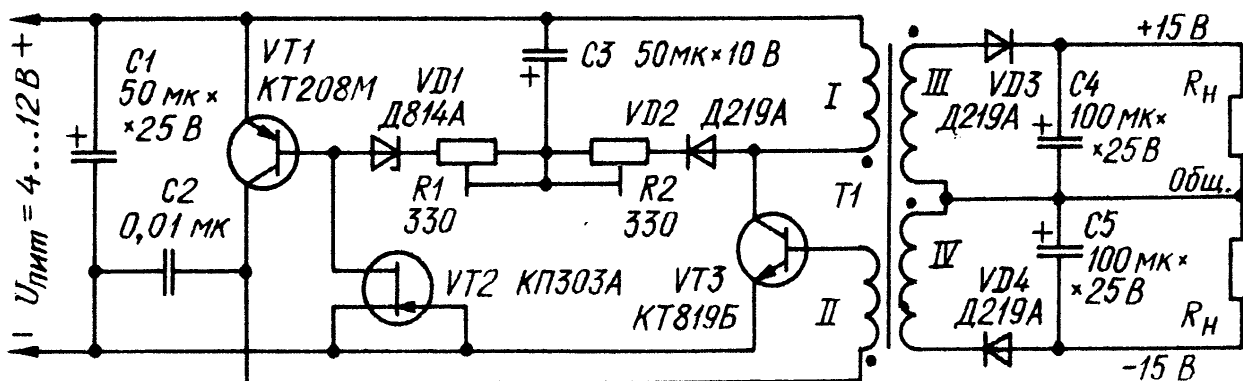 +
Uпит = 4....12 В
−
C1
50 мк ×
×25 В
+
VT1
КТ208М
C2
0,01 мк
VD1
Д814А
R1
330
C3 50 мк×10 В
+
VD2 Д219А
R2
330
VT2 КП303А
VT3
КТ819Б
I
II
T1
III
IV
VD3
Д219А
C4
100 мк×
×25 В
+
+15 В
Rн
Общ.
C5
100 мк×
×25 В
+
VD4
Д219А
Rн
-15 В